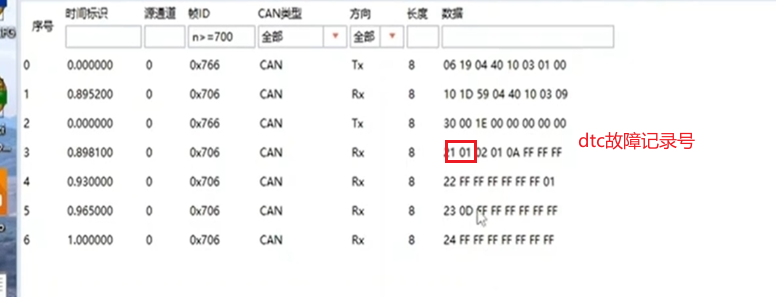 序号 时间标识 源通道 帧ID CAN类型 方向 长度 数据
n>=700 全部 全部
0 0.000000 0 0x766 CAN Tx 8 06 19 04 40 10 03 01 00
1 0.895200 0 0x706 CAN Rx 8 10 1D 59 04 40 10 03 09
2 0.000000 0 0x766 CAN Tx 8 30 00 1E 00 00 00 00 00
3 0.898100 0 0x706 CAN Rx 8 21 01 02 01 0A FF FF FF
dtc故障记录号
4 0.930000 0 0x706 CAN Rx 8 22 FF FF FF FF FF FF 01
5 0.965000 0 0x706 CAN Rx 8 23 0D FF FF FF FF FF FF
6 1.000000 0 0x706 CAN Rx 8 24 FF FF FF FF FF FF FF